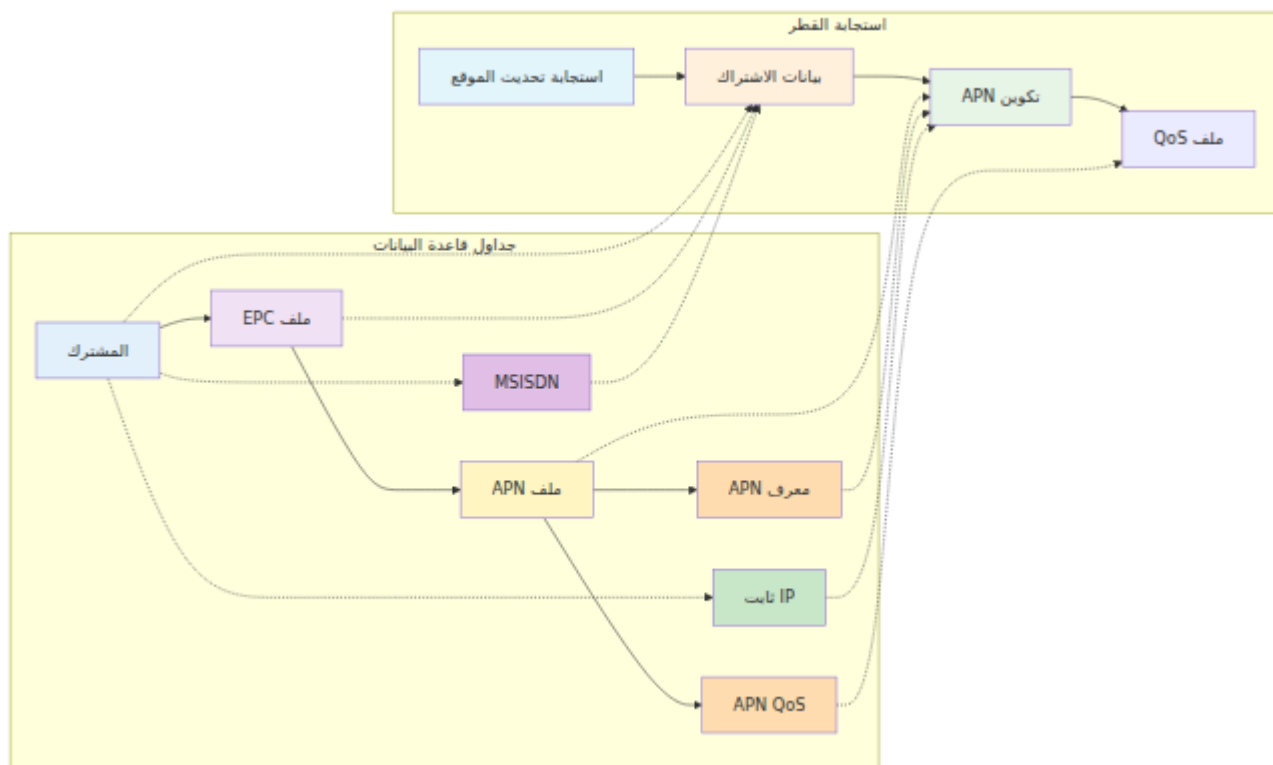 استجابة القطر
استجابة تحديث الموقع
بيانات الاشتراك
تكوين APN
ملف QoS
جداول قاعدة البيانات
المشترك
ملف EPC
MSISDN
ملف APN
معرف APN
IP ثابت
APN QoS